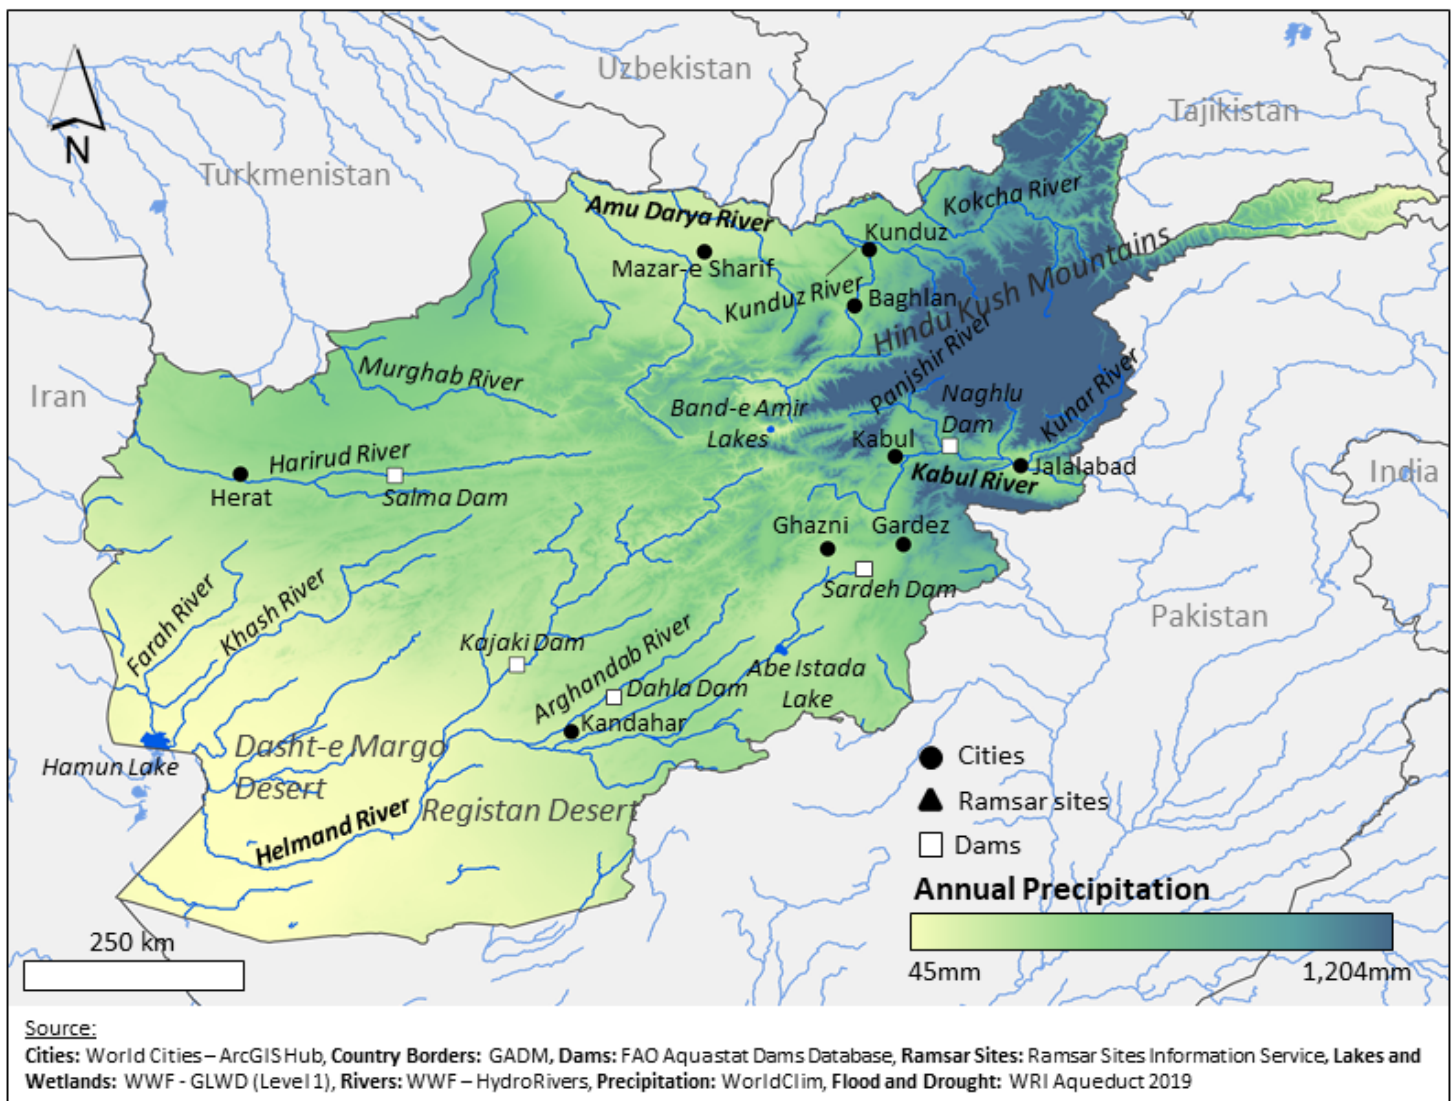 Uzbekistan
Tajikistan
N
Turkmenistan
Amu Darya River
Kokcha River
Kunduz
Mazar-e Sharif
Kunduz River
Baghlan
Hindu Kush Mountains
Panjshir River
Iran
Murghab River
Band-e Amir
Lakes
Naghlu
Dam
Kunar River
Kabul
Harirud River
Jalalabad
Kabul River
India
Herat
Salma Dam
Ghazni
Gardez
Sardeh Dam
Farah River
Khash River
Pakistan
Kajaki Dam
Arghandab River
Abe Istada
Lake
Dahla Dam
Kandahar
Dasht-e Margo
Desert
Hamun Lake
Registan Desert
Helmand River
Cities
Ramsar sites
Dams
Annual Precipitation
45mm
1,204mm
250 km
Source:
Cities: World Cities – ArcGIS Hub, Country Borders: GADM, Dams: FAO Aquastat Dams Database, Ramsar Sites: Ramsar Sites Information Service, Lakes and
Wetlands: WWF - GLWD (Level 1), Rivers: WWF – HydroRivers, Precipitation: WorldClim, Flood and Drought: WRI Aqueduct 2019